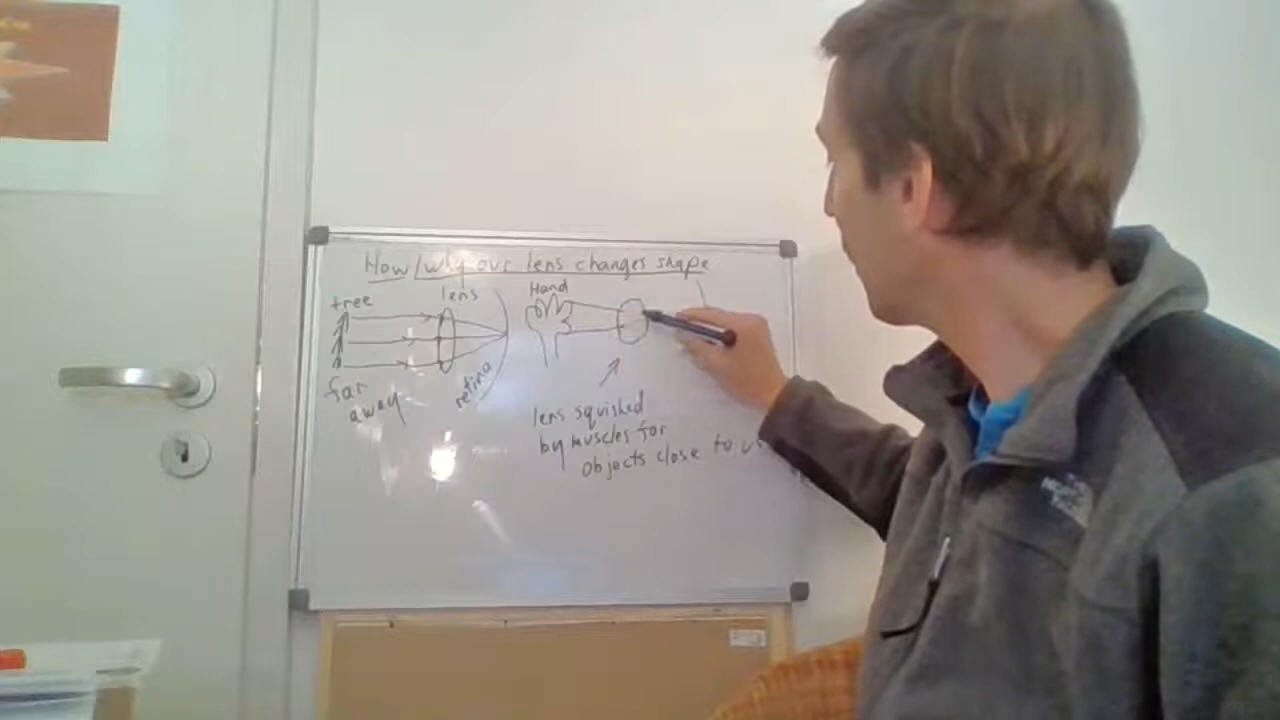 How/why our lens changes shape
tree
lens
Hand
far
away
retina
lens squished
by muscles for
objects close to us